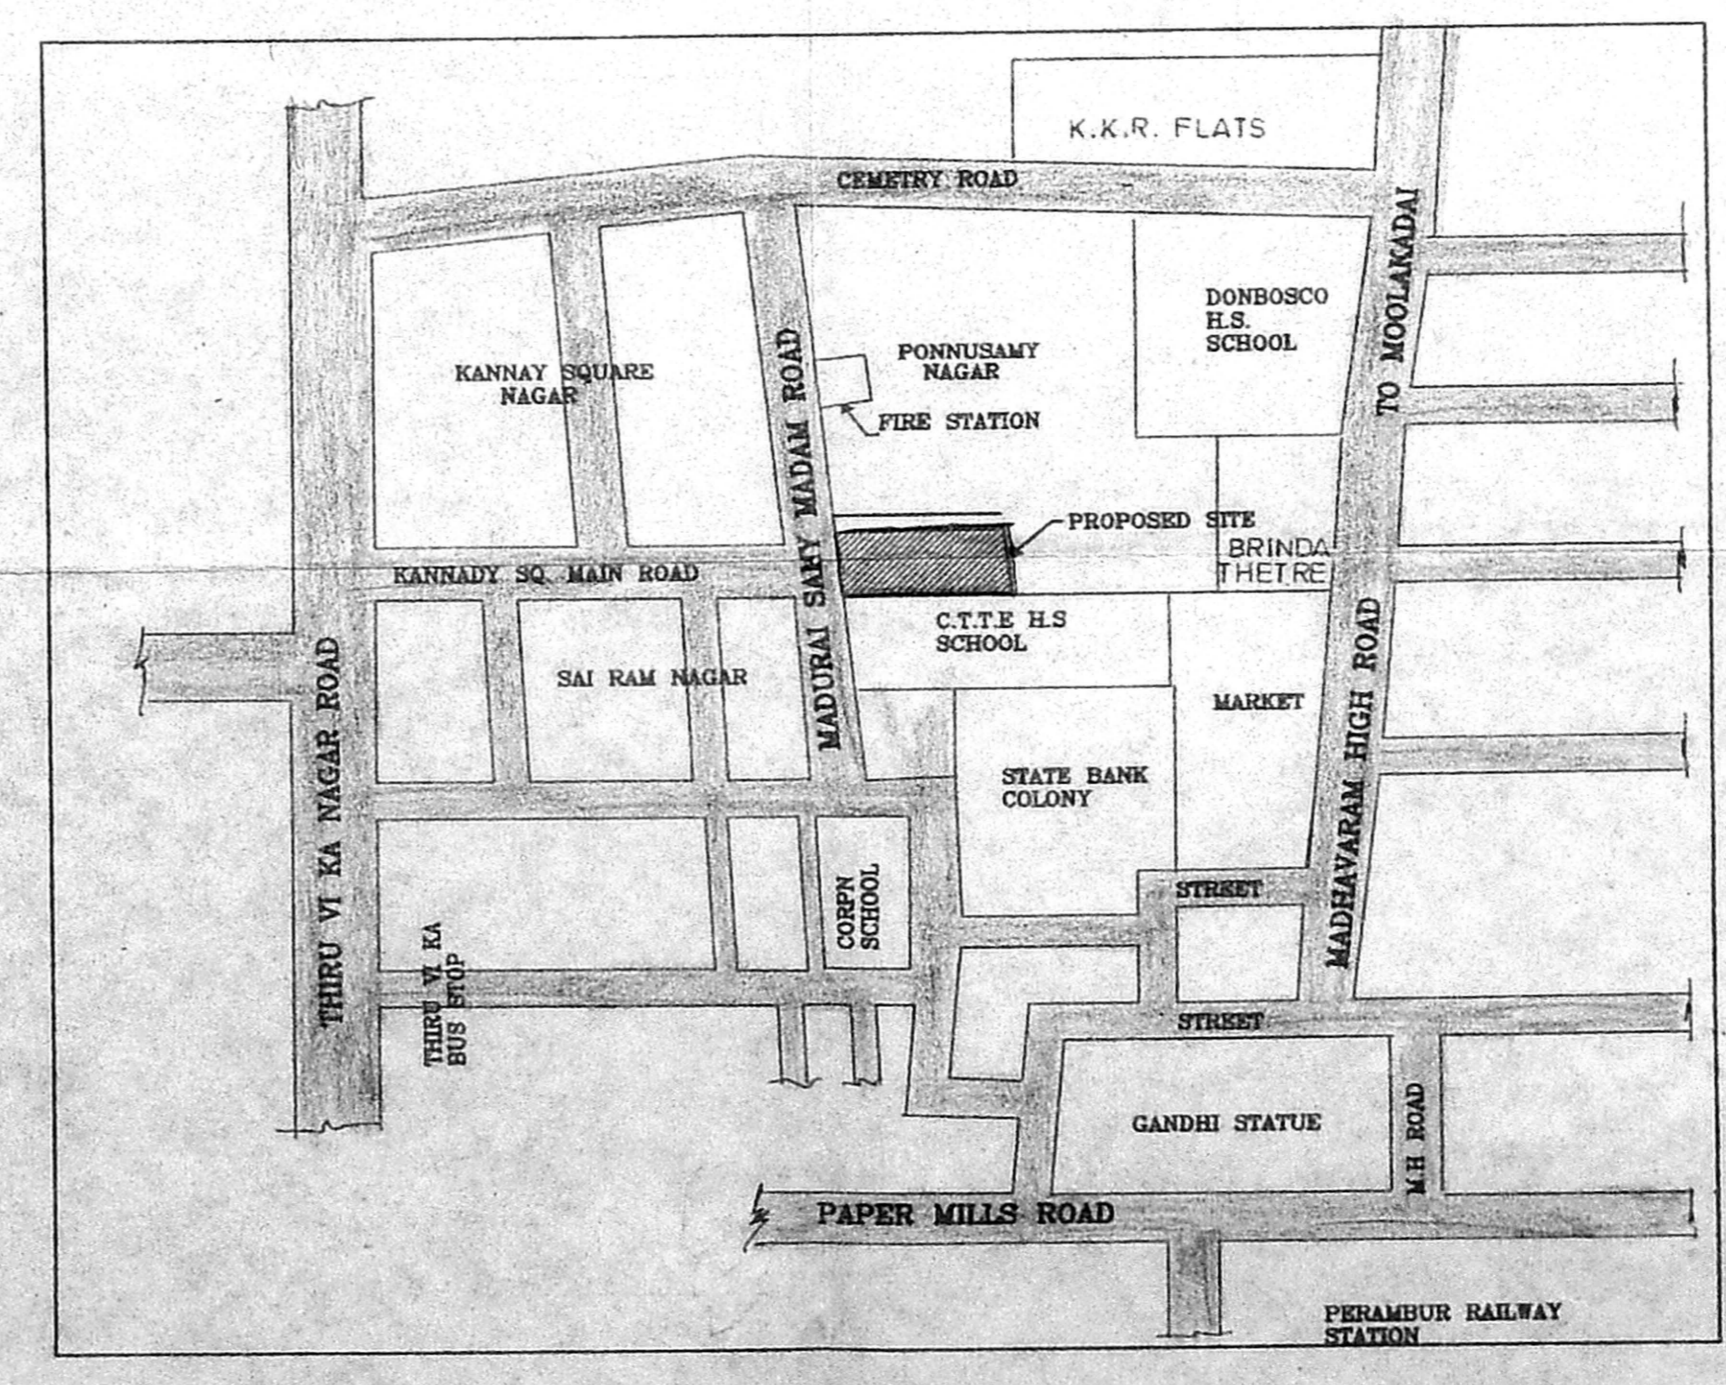 K.K.R. FLATS
CEMETRY ROAD
TO MOOLAKADAI
DONBOSCO
H.S.
SCHOOL
PONNUSAMY
NAGAR
KANNAY SQUARE
NAGAR
FIRE STATION
MADURAI SAMY MADAM ROAD
PROPOSED SITE
BRINDA
THETRE
KANNADY SQ. MAIN ROAD
C.T.T.E H.S
SCHOOL
SAI RAM NAGAR
MARKET
THIRU VI KA NAGAR ROAD
MADHAVARAM HIGH ROAD
STATE BANK
COLONY
CORPN
SCHOOL
STREET
THIRU VI KA
BUS STOP
STREET
GANDHI STATUE
M.H ROAD
PAPER MILLS ROAD
PERAMBUR RAILWAY
STATION